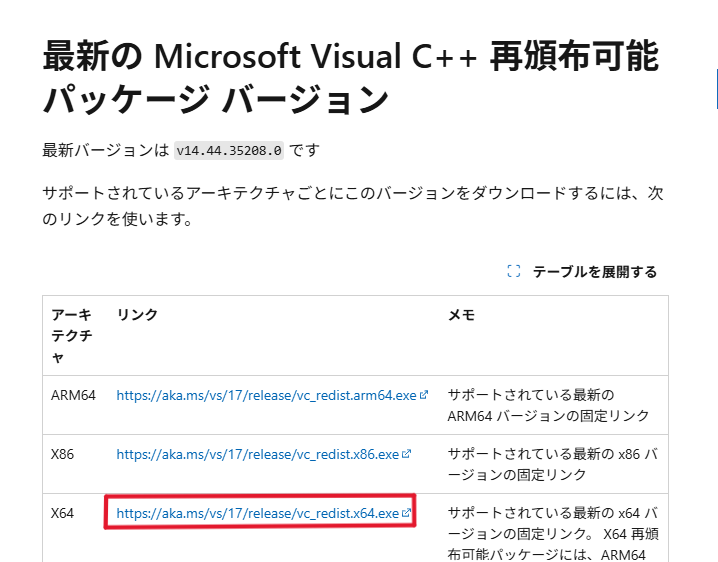 最新の Microsoft Visual C++ 再頒布可能
パッケージ バージョン
最新バージョンは v14.44.35208.0 です
サポートされているアーキテクチャごとにこのバージョンをダウンロードするには、次
のリンクを使います。
テーブルを展開する
アーキ
テクチ
ャ
リンク
メモ
ARM64
https://aka.ms/vs/17/release/vc_redist.arm64.exe
サポートされている最新の
ARM64 バージョンの固定リンク
X86
https://aka.ms/vs/17/release/vc_redist.x86.exe
サポートされている最新の x86 バ
ージョンの固定リンク
X64
https://aka.ms/vs/17/release/vc_redist.x64.exe
サポートされている最新の x64 バ
ージョンの固定リンク。 X64 再頒
布可能パッケージには、ARM64